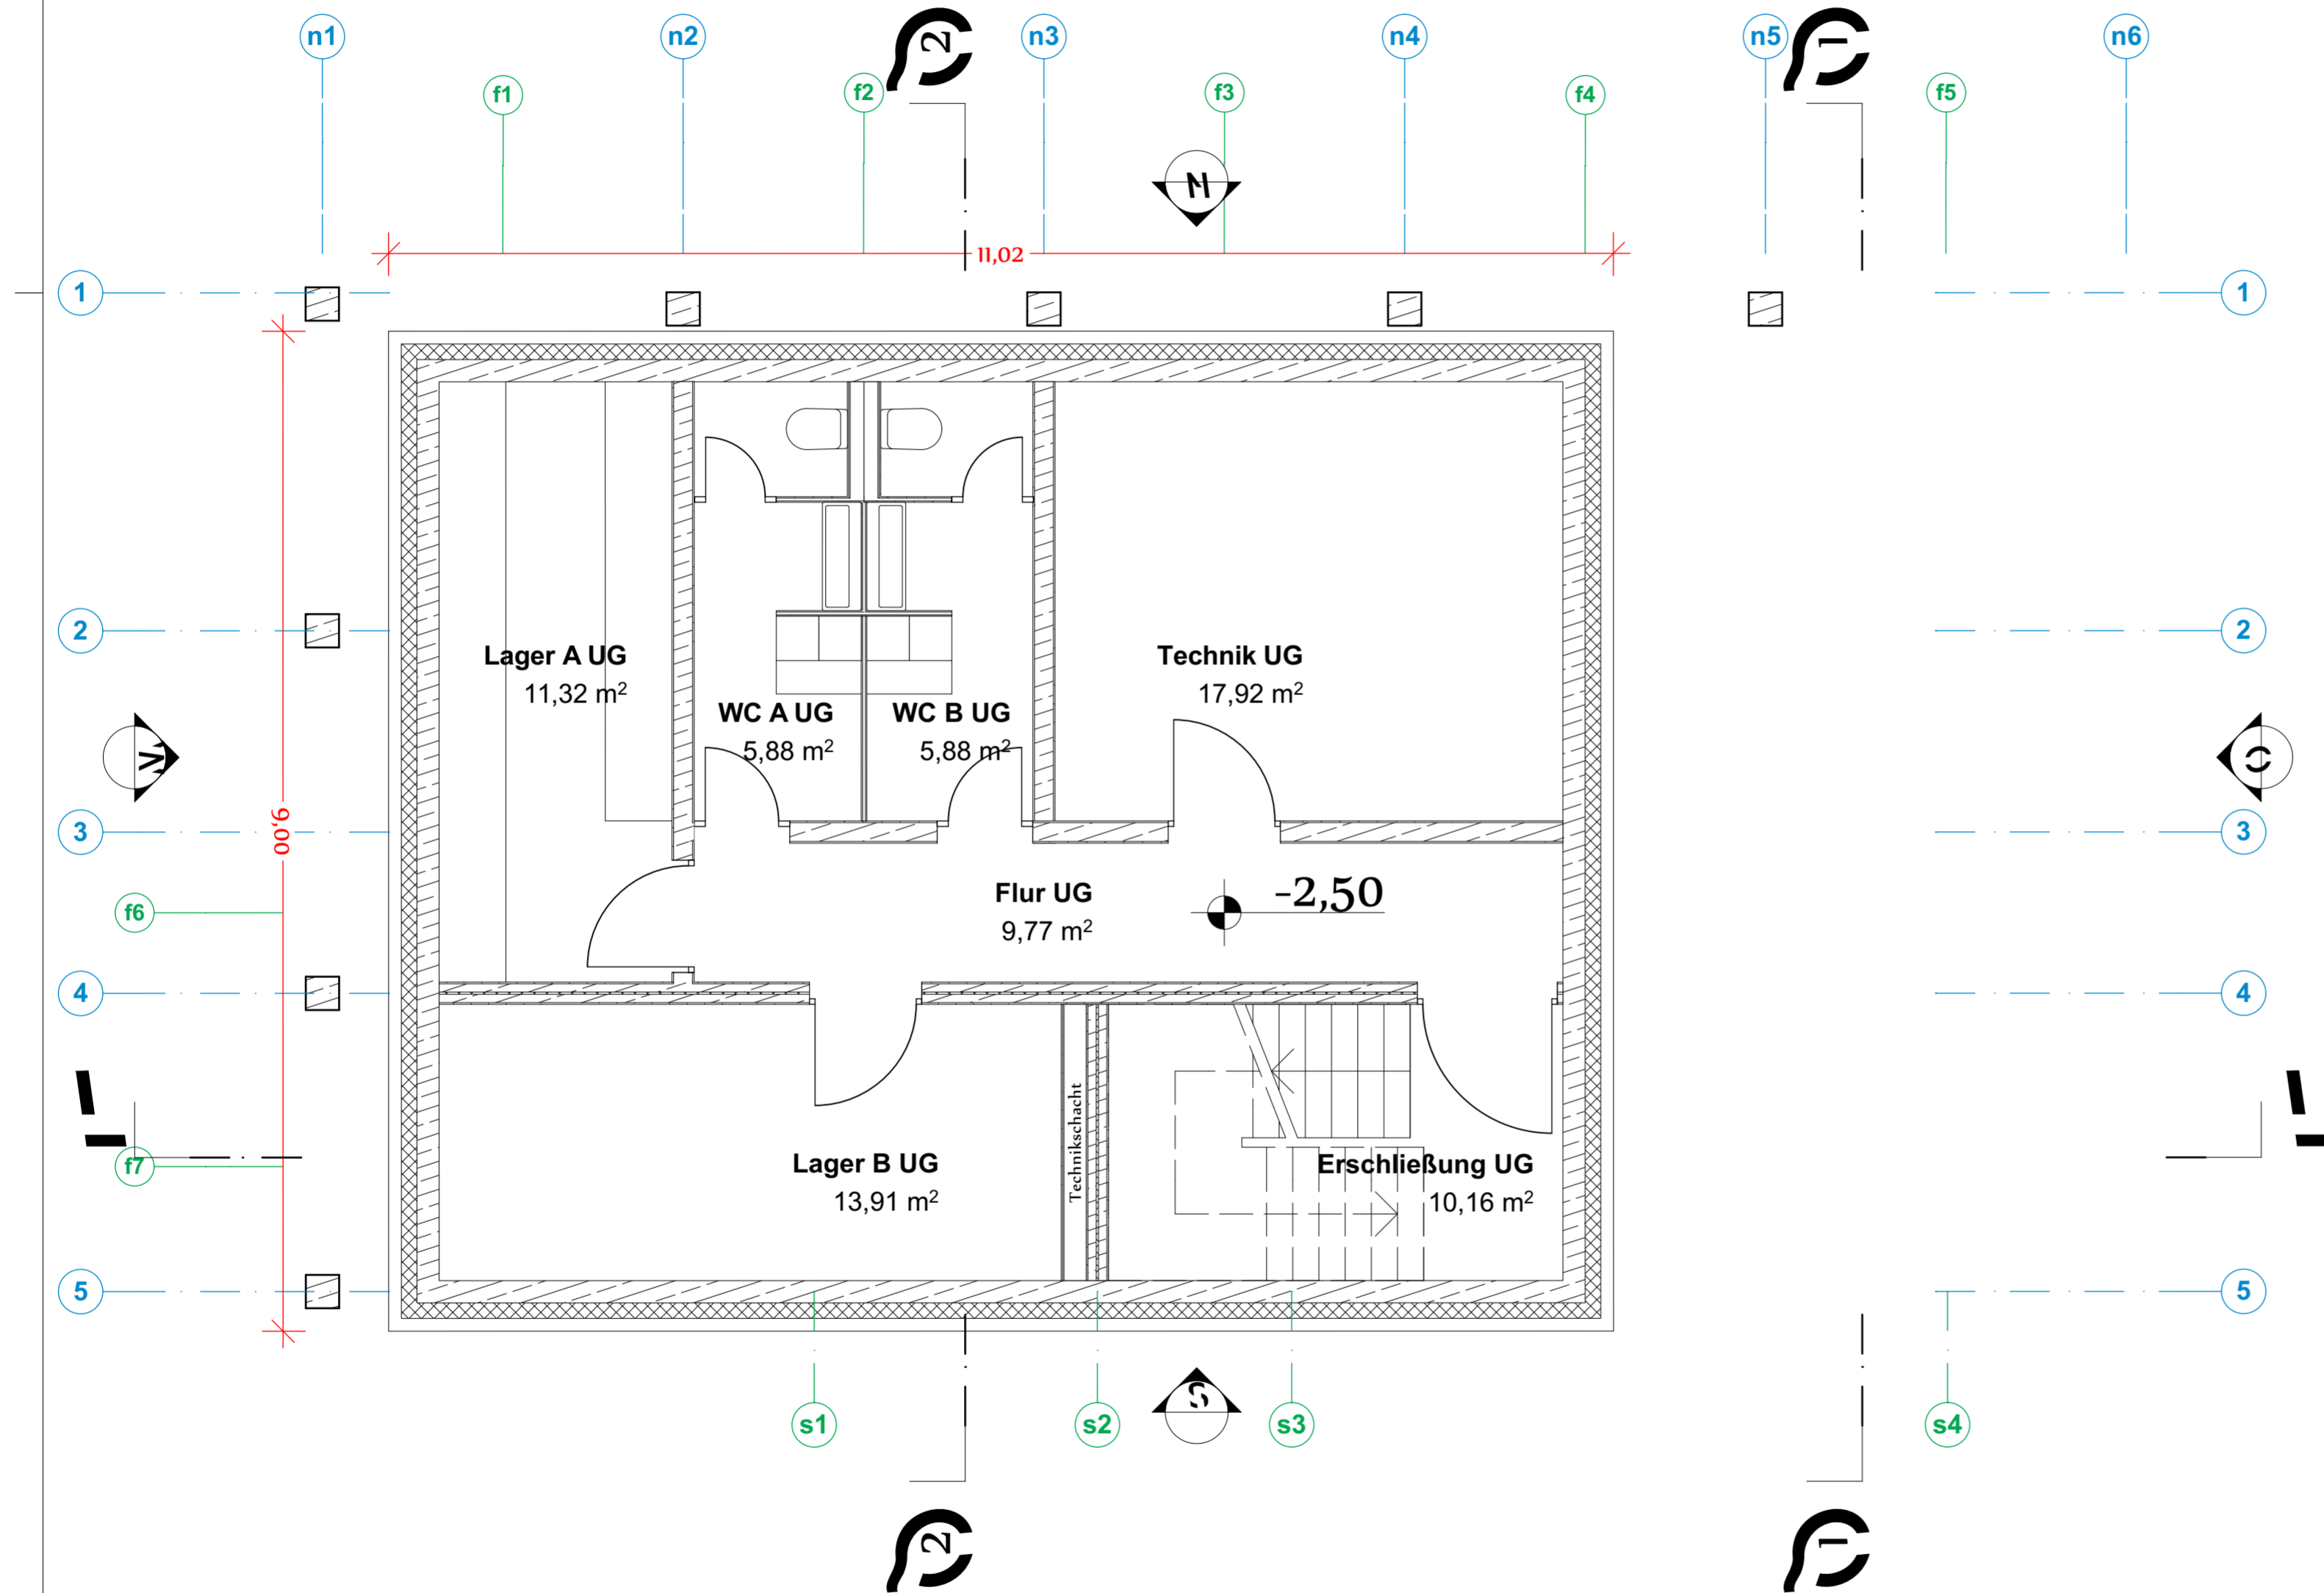 n1 n2 2 n3 n4 n5 1 n6
f1 f2 f3 f4 f5
N
11,02
1 1
2 2
Lager A UG
11,32 m²
Technik UG
17,92 m²
WC A UG
5,88 m²
WC B UG
5,88 m²
3 3
9,00
f6
Flur UG
9,77 m²
-2,50
4 4
f7
Technikschacht
Lager B UG
13,91 m²
Erschließung UG
10,16 m²
5 5
S
s1 s2 s3 s4
2 1